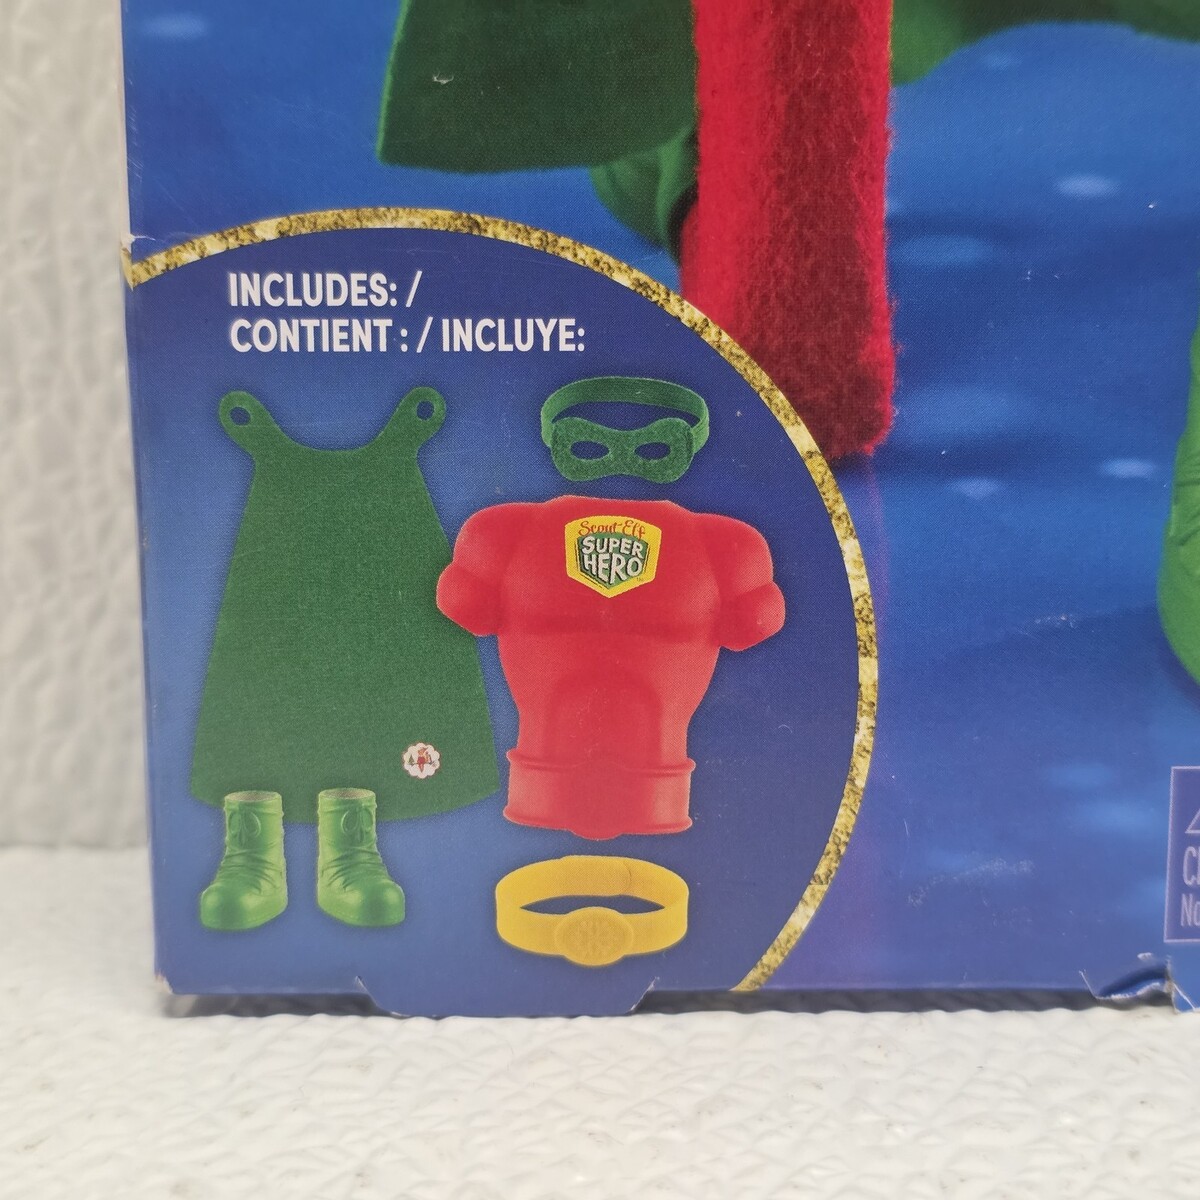 INCLUDES: /
CONTIENT : / INCLUYE:
Scout Elf
SUPER
HERO